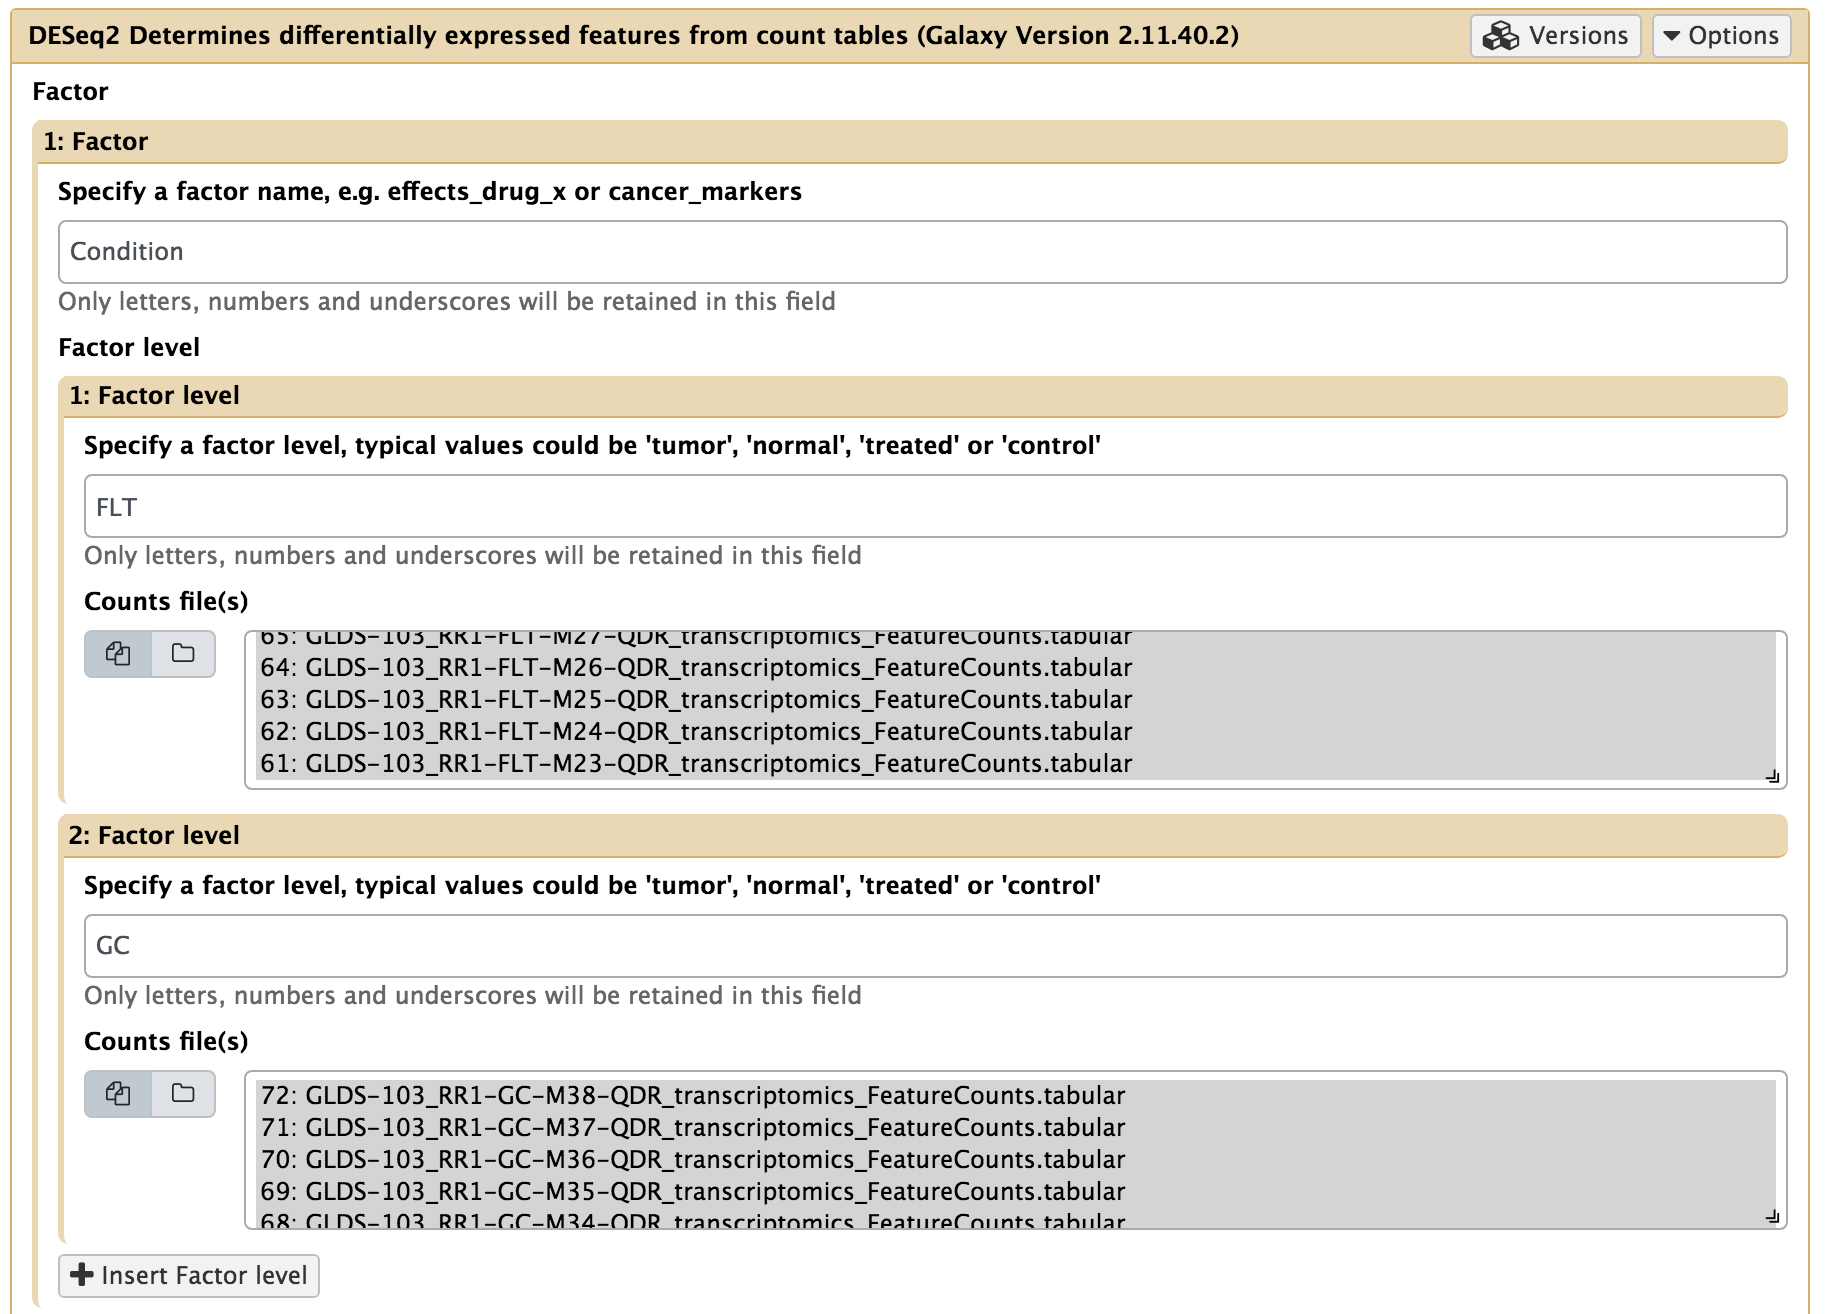 DESeq2 Determines differentially expressed features from count tables (Galaxy Version 2.11.40.2)
Versions
Options
Factor
1: Factor
Specify a factor name, e.g. effects_drug_x or cancer_markers
Condition
Only letters, numbers and underscores will be retained in this field
Factor level
1: Factor level
Specify a factor level, typical values could be 'tumor', 'normal', 'treated' or 'control'
FLT
Only letters, numbers and underscores will be retained in this field
Counts file(s)
65: GLDS-103_RR1-FLT-M27-QDR_transcriptomics_FeatureCounts.tabular
64: GLDS-103_RR1-FLT-M26-QDR_transcriptomics_FeatureCounts.tabular
63: GLDS-103_RR1-FLT-M25-QDR_transcriptomics_FeatureCounts.tabular
62: GLDS-103_RR1-FLT-M24-QDR_transcriptomics_FeatureCounts.tabular
61: GLDS-103_RR1-FLT-M23-QDR_transcriptomics_FeatureCounts.tabular
2: Factor level
Specify a factor level, typical values could be 'tumor', 'normal', 'treated' or 'control'
GC
Only letters, numbers and underscores will be retained in this field
Counts file(s)
72: GLDS-103_RR1-GC-M38-QDR_transcriptomics_FeatureCounts.tabular
71: GLDS-103_RR1-GC-M37-QDR_transcriptomics_FeatureCounts.tabular
70: GLDS-103_RR1-GC-M36-QDR_transcriptomics_FeatureCounts.tabular
69: GLDS-103_RR1-GC-M35-QDR_transcriptomics_FeatureCounts.tabular
68: GLDS-103_RR1-GC-M34-QDR_transcriptomics_FeatureCounts.tabular
Insert Factor level